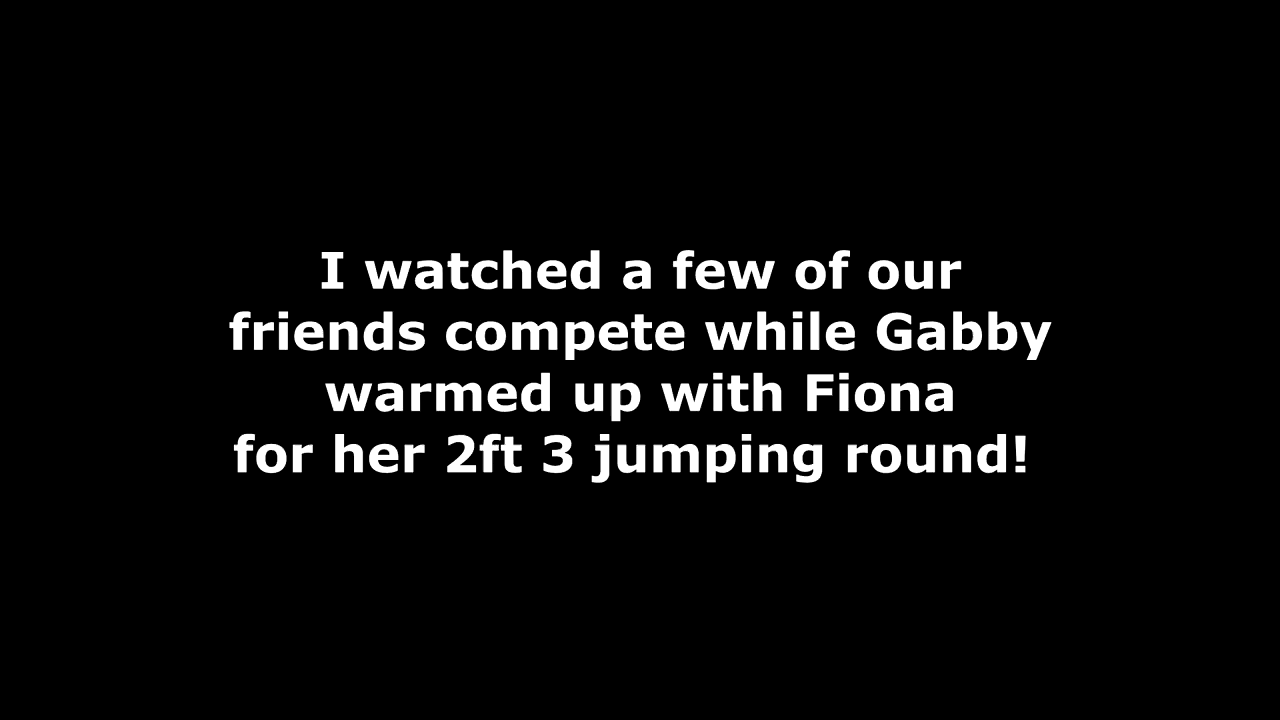 I watched a few of our
friends compete while Gabby
warmed up with Fiona
for her 2ft 3 jumping round!